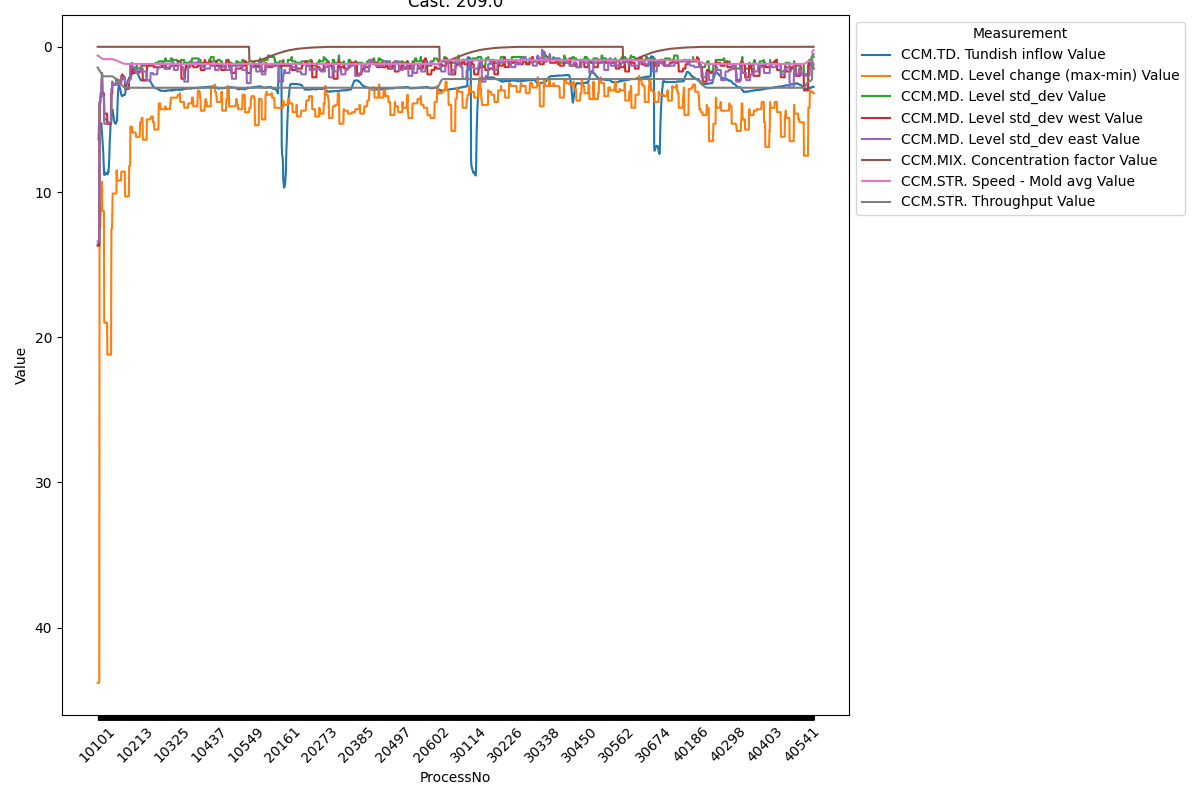 Cast: 209.0
Measurement
CCM.TD. Tundish inflow Value
CCM.MD. Level change (max-min) Value
CCM.MD. Level std_dev Value
CCM.MD. Level std_dev west Value
CCM.MD. Level std_dev east Value
CCM.MIX. Concentration factor Value
CCM.STR. Speed - Mold avg Value
CCM.STR. Throughput Value
Value
0
10
20
30
40
10101
10213
10325
10437
10549
20161
20273
20385
20497
20602
30114
30226
30338
30450
30562
30674
40186
40298
40403
40541
ProcessNo